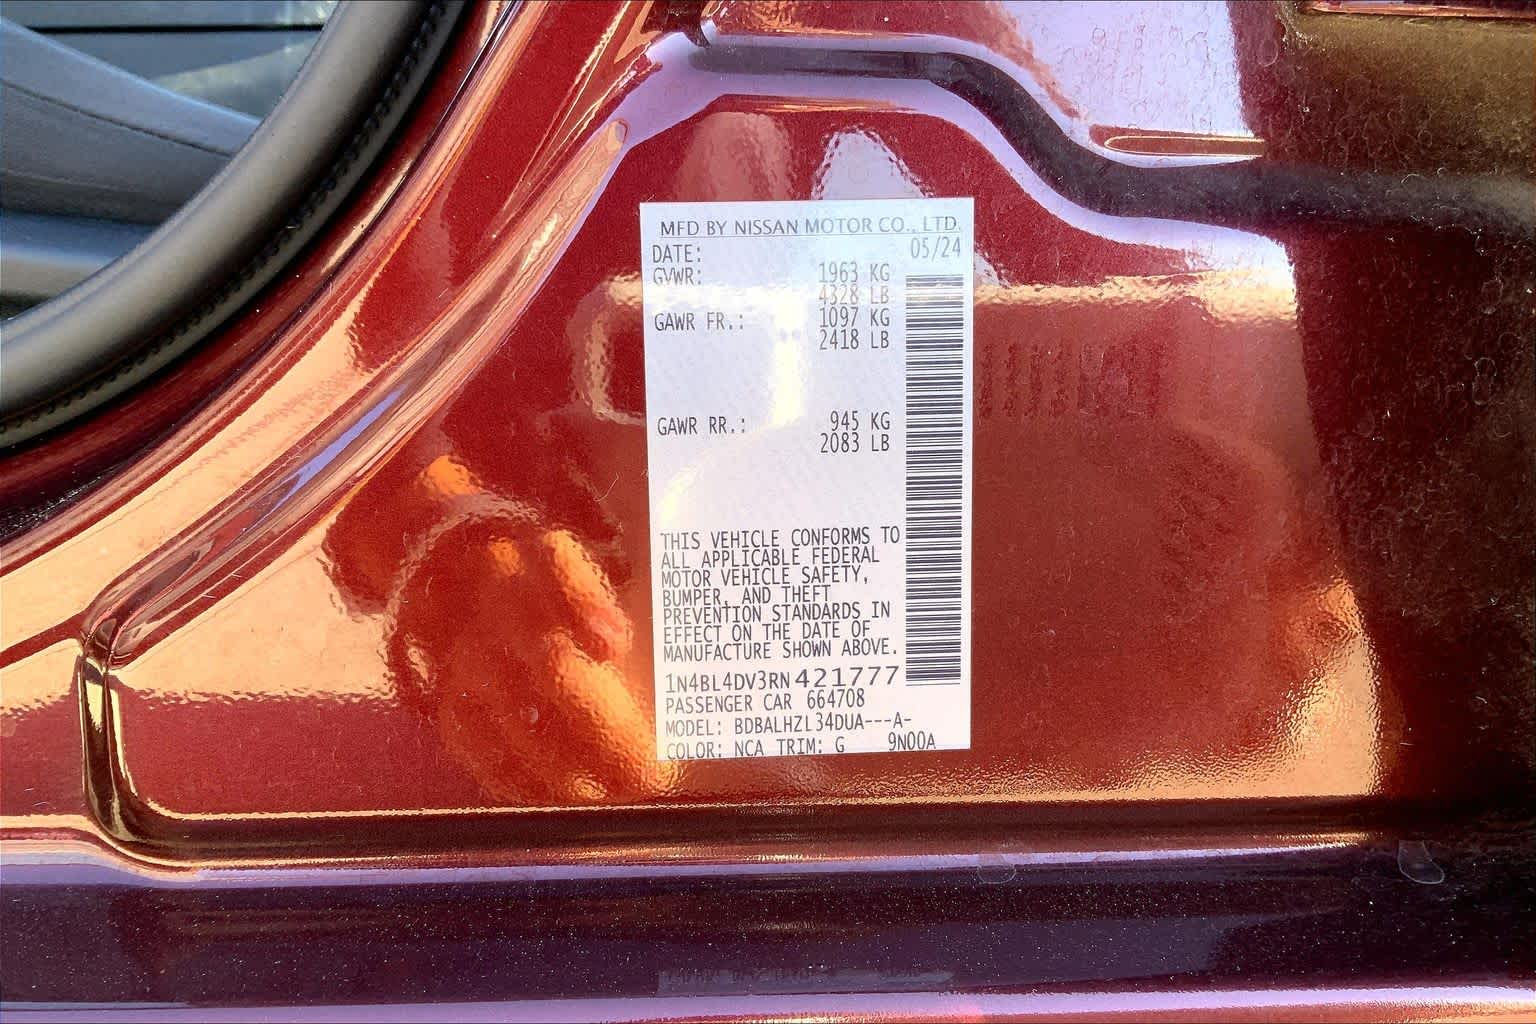 MFD BY NISSAN MOTOR CO., LTD.
DATE: 05/24
GVWR: 1963 KG
4328 LB
GAWR FR.: 1097 KG
2418 LB
GAWR RR.: 945 KG
2083 LB
THIS VEHICLE CONFORMS TO
ALL APPLICABLE FEDERAL
MOTOR VEHICLE SAFETY,
BUMPER, AND THEFT
PREVENTION STANDARDS IN
EFFECT ON THE DATE OF
MANUFACTURE SHOWN ABOVE.
1N4BL4DV3RN421777
PASSENGER CAR 664708
MODEL: BDBALHZL34DUA---A-
COLOR: NCA TRIM: G 9N00A